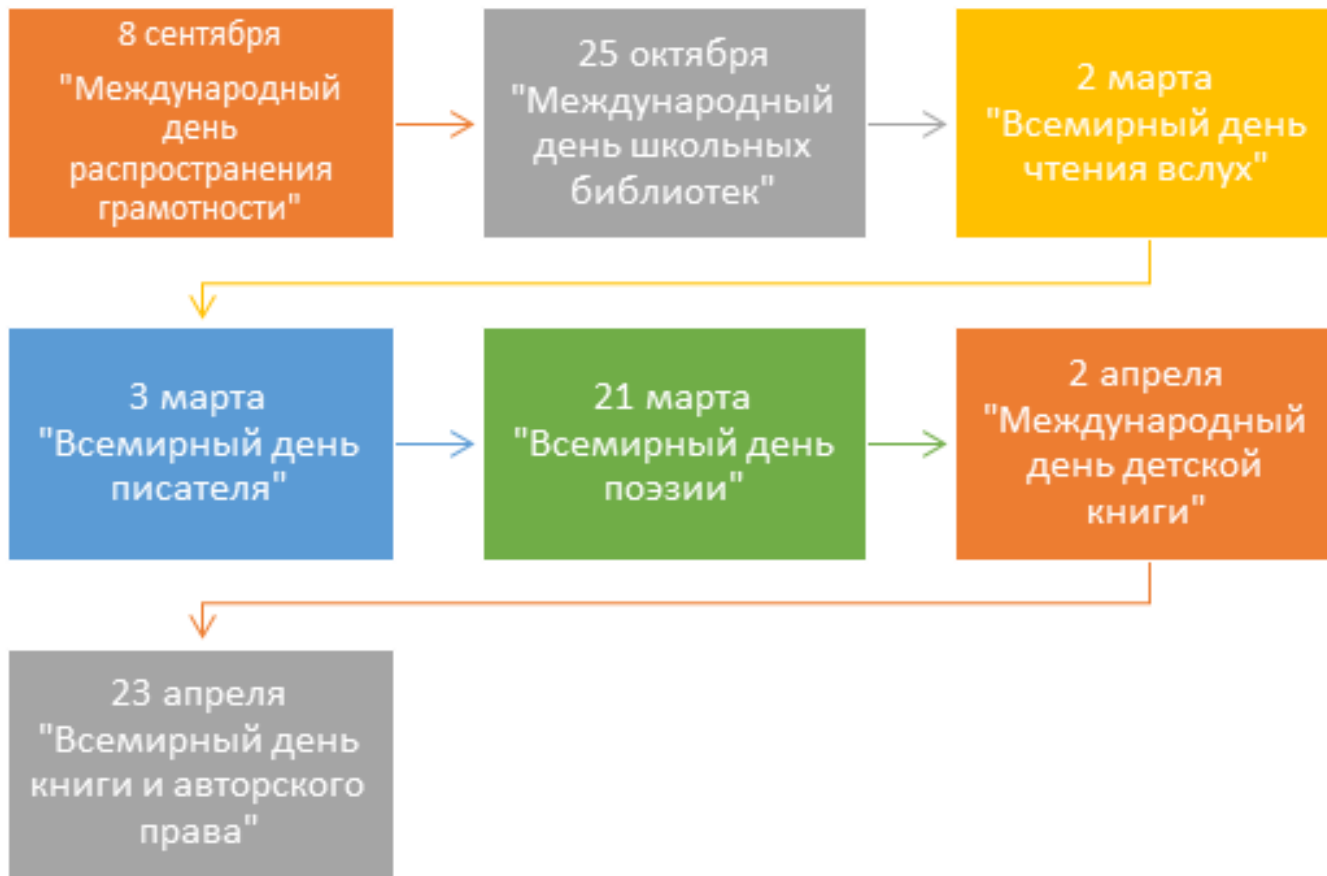 8 сентября
"Международный
день
распространения
грамотности"
25 октября
"Международный
день школьных
библиотек"
2 марта
"Всемирный день
чтения вслух"
3 марта
"Всемирный день
писателя"
21 марта
"Всемирный день
поэзии"
2 апреля
"Международный
день детской
книги"
23 апреля
"Всемирный день
книги и авторского
права"